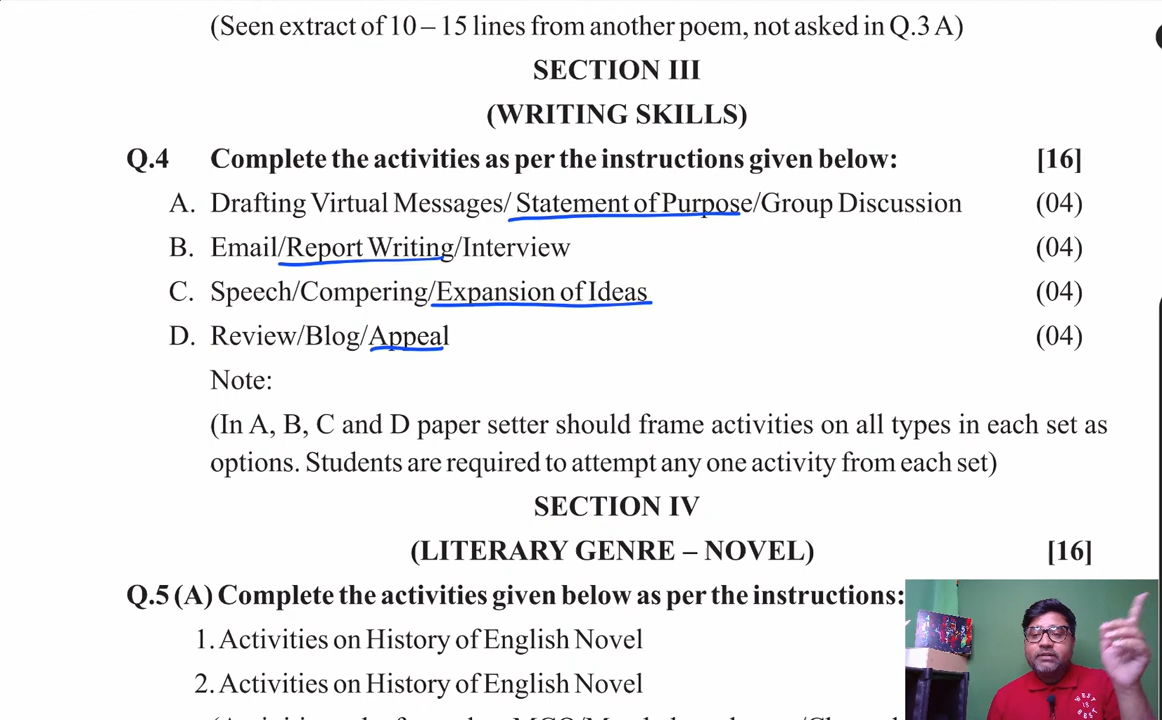 (Seen extract of 10 – 15 lines from another poem, not asked in Q.3 A)
SECTION III
(WRITING SKILLS)
Q.4 Complete the activities as per the instructions given below: [16]
A. Drafting Virtual Messages/ Statement of Purpose/Group Discussion (04)
B. Email/Report Writing/Interview (04)
C. Speech/Compering/Expansion of Ideas (04)
D. Review/Blog/Appeal (04)
Note:
(In A, B, C and D paper setter should frame activities on all types in each set as
options. Students are required to attempt any one activity from each set)
SECTION IV
(LITERARY GENRE – NOVEL) [16]
Q.5 (A) Complete the activities given below as per the instructions:
1. Activities on History of English Novel
2. Activities on History of English Novel